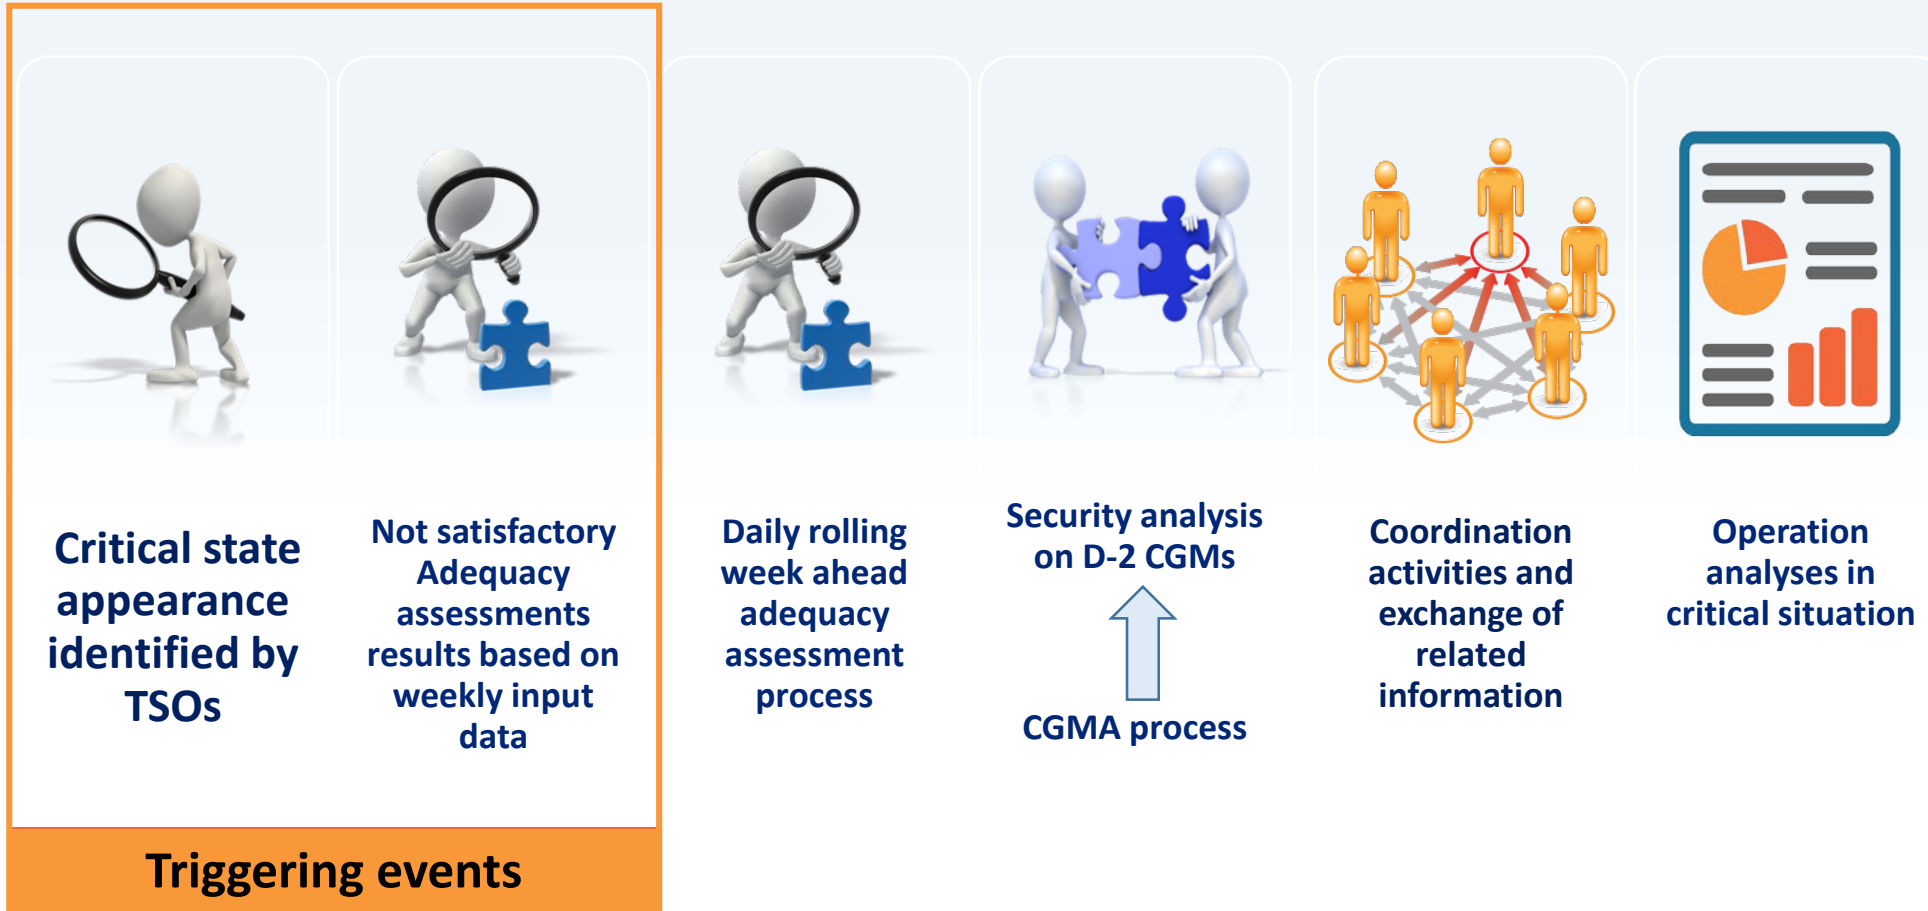 Critical state
appearance
identified by
TSOs
Not satisfactory
Adequacy
assessments
results based on
weekly input
data
Daily rolling
week ahead
adequacy
assessment
process
Security analysis
on D-2 CGMs
CGMA process
Coordination
activities and
exchange of
related
information
Operation
analyses in
critical situation
Triggering events